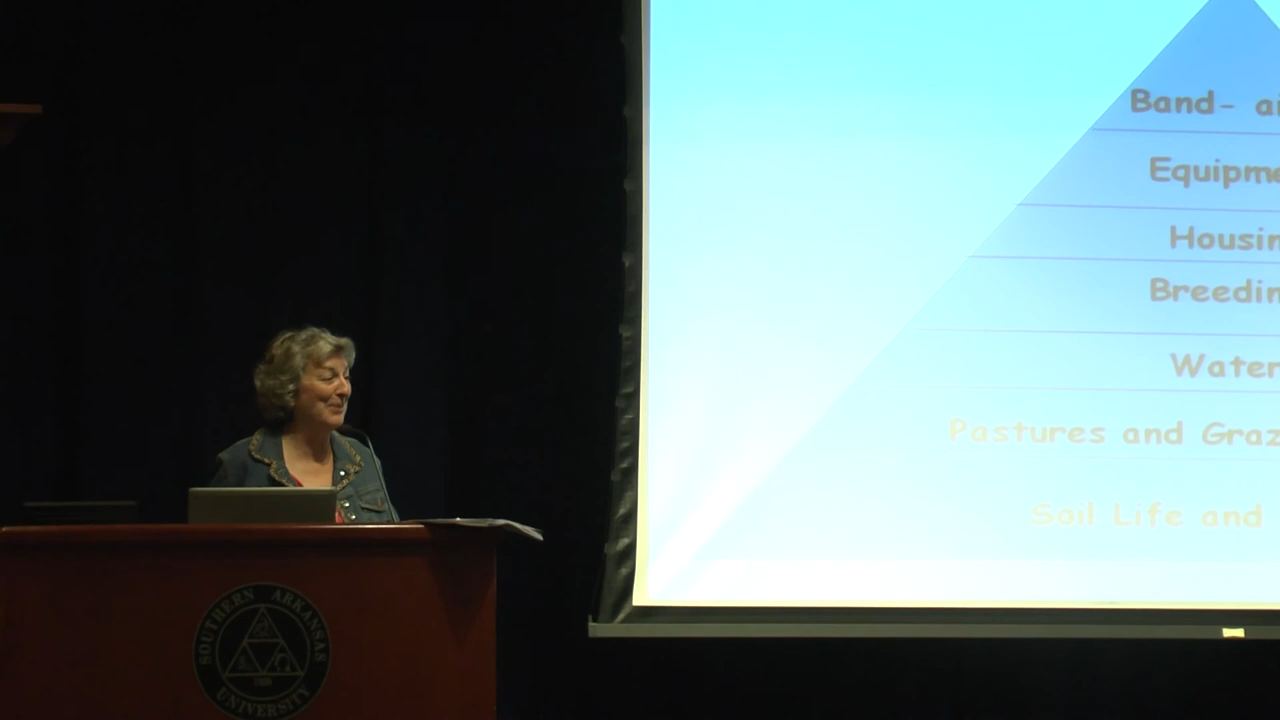 Band- ai
Equipme
Housin
Breedin
Water
Pastures and Graz
Soil Life and
SOUTHERN ARKANSAS
UNIVERSITY